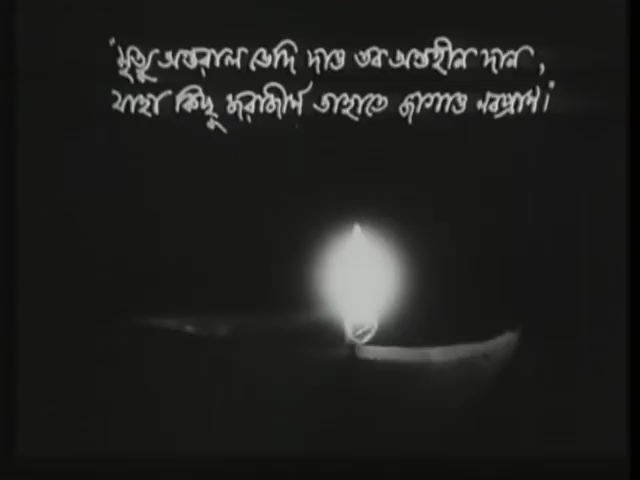 "মৃত্যু অন্তরাল ভেদি দাও তব অন্তহীন দান,
যাহা কিছু জরাজীর্ণ তাহাতে জাগাও নবপ্রাণ।"